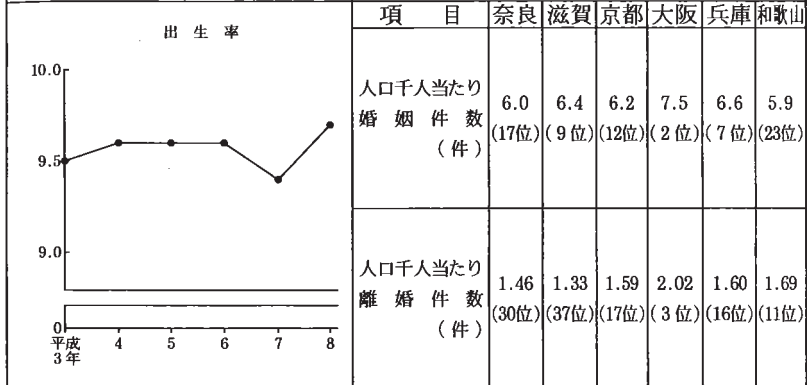 出生率
10.0
9.5
9.0
0
平成
3年 4 5 6 7 8
項目 奈良 滋賀 京都 大阪 兵庫 和歌山
人口千人当たり
婚姻件数
(件)
6.0 6.4 6.2 7.5 6.6 5.9
(17位) (9位) (12位) (2位) (7位) (23位)
人口千人当たり
離婚件数
(件)
1.46 1.33 1.59 2.02 1.60 1.69
(30位) (37位) (17位) (3位) (16位) (11位)